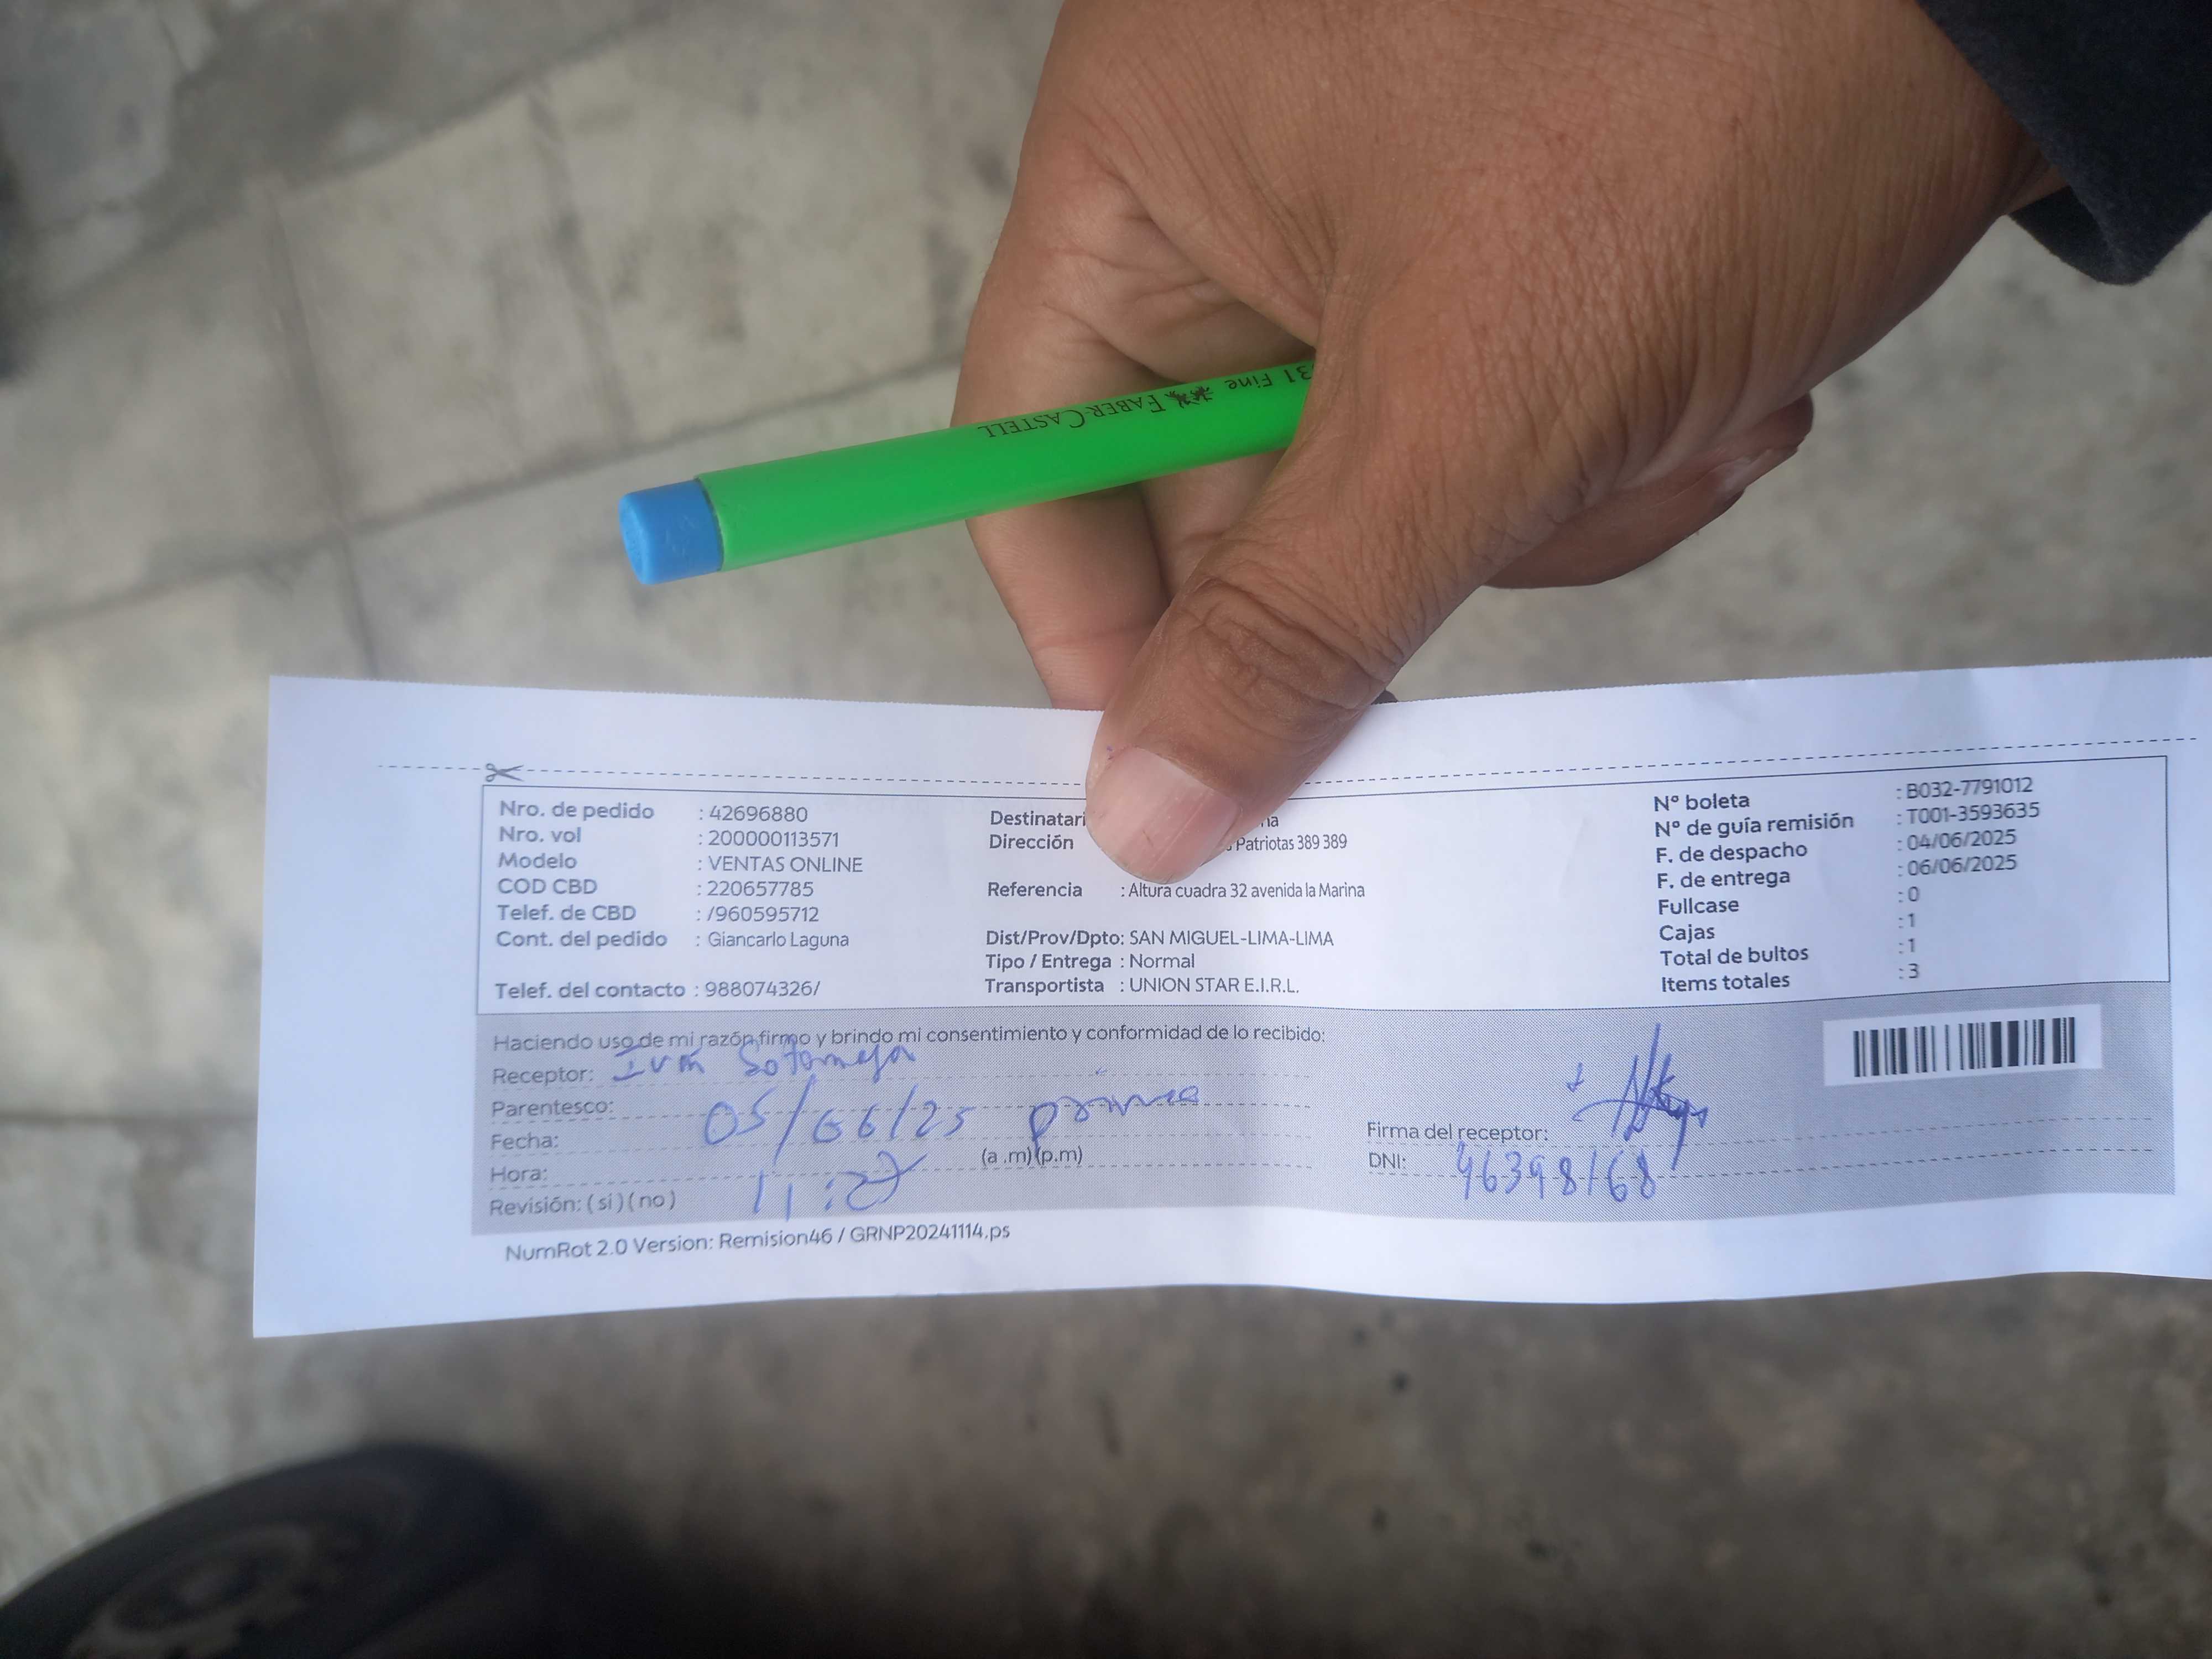 FABER-CASTELL 31 Fine
Nro. de pedido : 42696880
Nro. vol : 200000113571
Modelo : VENTAS ONLINE
COD CBD : 220657785
Telef. de CBD : /960595712
Cont. del pedido : Giancarlo Laguna
Telef. del contacto : 988074326/
Destinatari
Dirección Patriotas 389 389
Referencia : Altura cuadra 32 avenida la Marina
Dist/Prov/Dpto: SAN MIGUEL-LIMA-LIMA
Tipo / Entrega : Normal
Transportista : UNION STAR E.I.R.L.
N° boleta : B032-7791012
N° de guía remisión : T001-3593635
F. de despacho : 04/06/2025
F. de entrega : 06/06/2025
Fullcase : 0
Cajas : 1
Total de bultos : 1
Items totales : 3
Haciendo uso de mi razón firmo y brindo mi consentimiento y conformidad de lo recibido:
Receptor:
Parentesco:
Fecha: 05/06/25
Hora: 11:27 (a .m) (p.m)
Revisión: ( si ) ( no )
Firma del receptor:
DNI: 46398168
NumRot 2.0 Version: Remision46 / GRNP20241114.ps